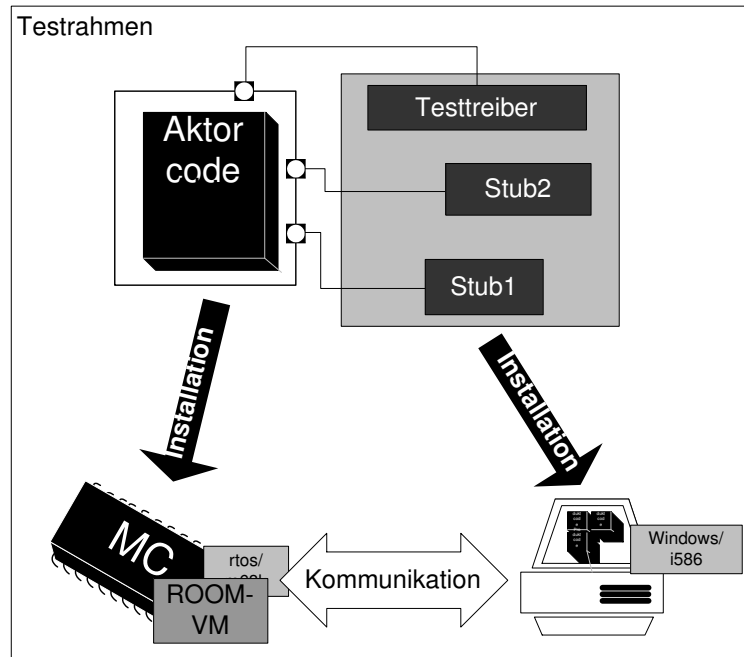 Testrahmen
Aktor
code
Testtreiber
Stub2
Stub1
Installation
Installation
MC
rtos/
ROOM-
VM
Kommunikation
Windows/
i586